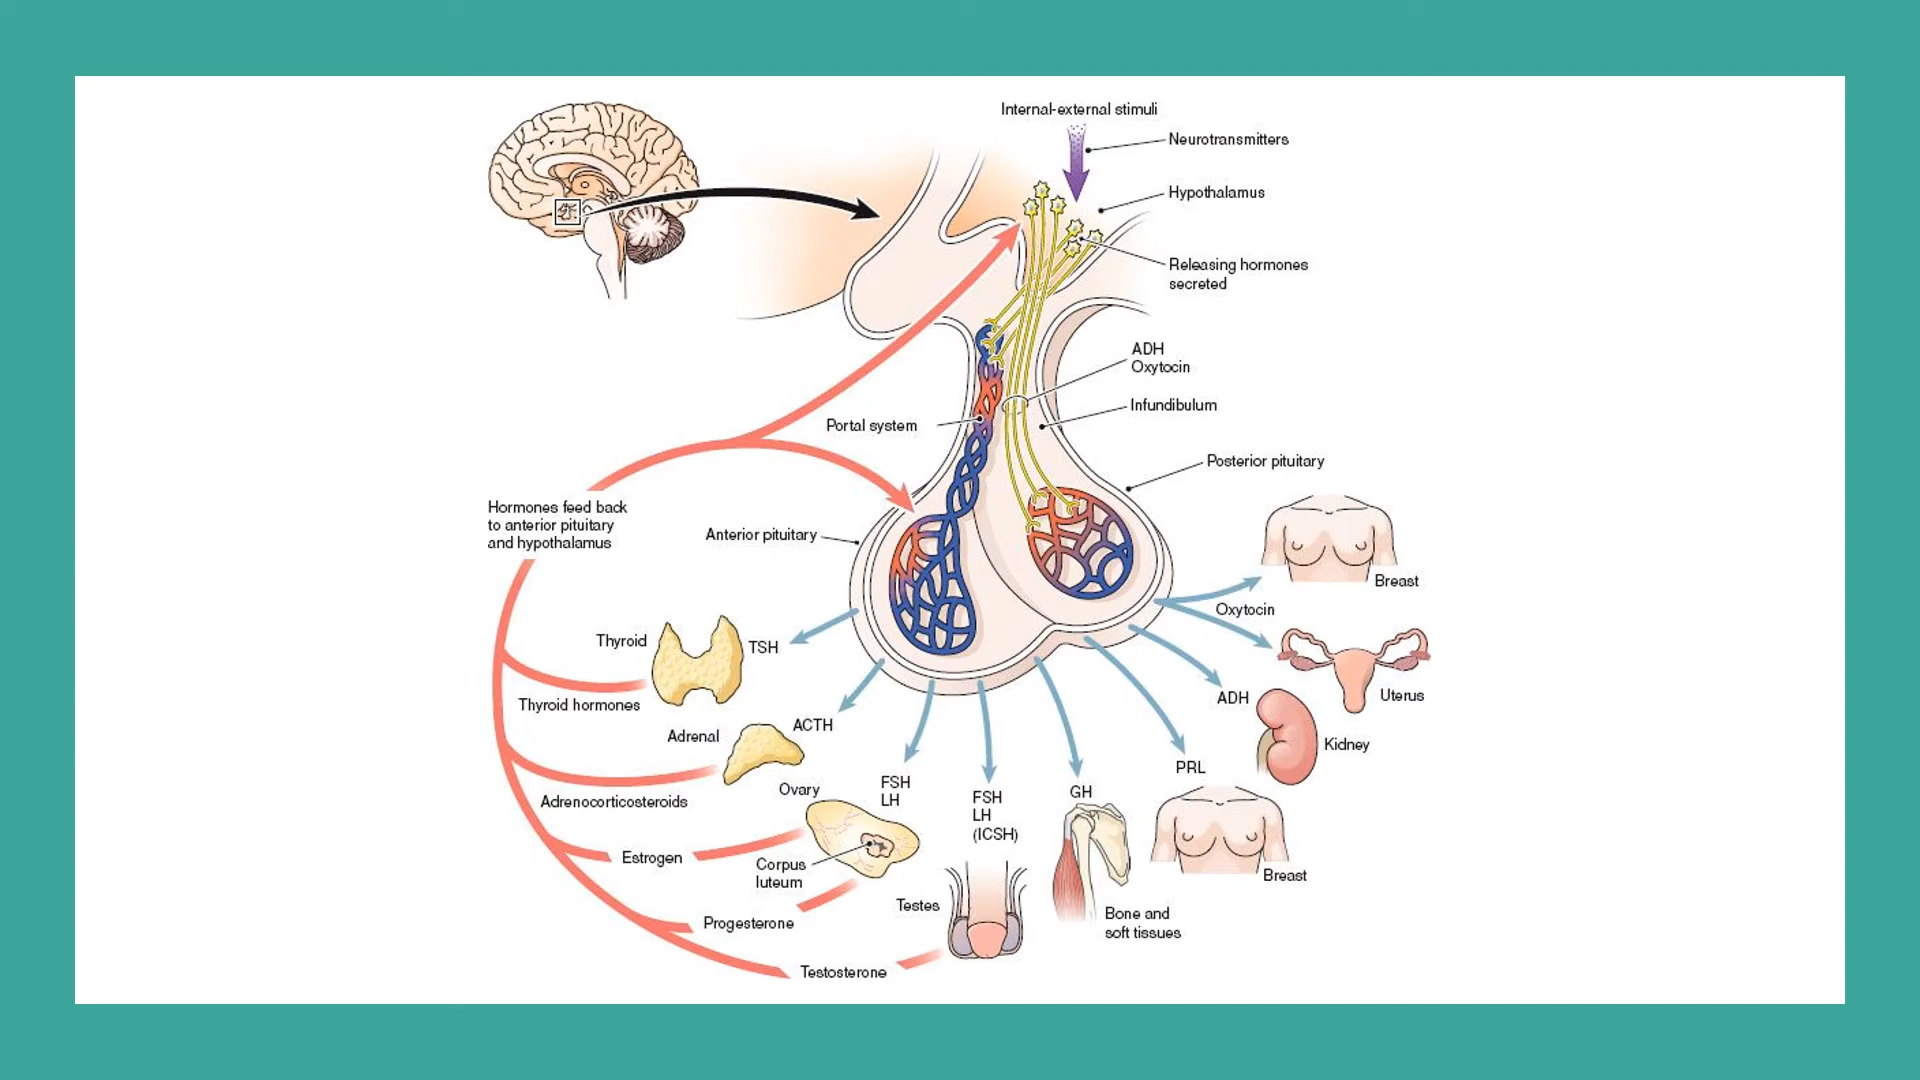 Internal-external stimuli
Neurotransmitters
Hypothalamus
Releasing hormones
secreted
ADH
Oxytocin
Infundibulum
Portal system
Posterior pituitary
Hormones feed back
to anterior pituitary
and hypothalamus
Anterior pituitary
Breast
Oxytocin
Thyroid
TSH
Uterus
ADH
Thyroid hormones
Adrenal
ACTH
Kidney
PRL
Ovary
FSH
LH
GH
FSH
LH
(ICSH)
Adrenocorticosteroids
Estrogen
Corpus
luteum
Breast
Testes
Bone and
soft tissues
Progesterone
Testosterone